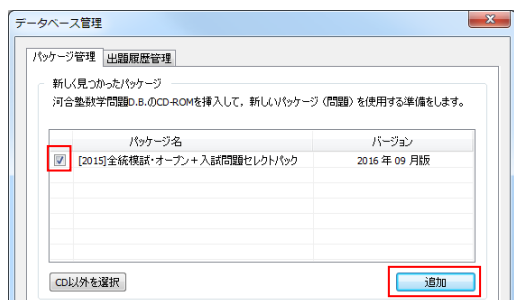 データベース管理
パッケージ管理 出題履歴管理
新しく見つかったパッケージ
河合塾数学問題D.B.のCD-ROMを挿入して，新しいパッケージ（問題）を使用する準備をします。
パッケージ名 バージョン
[2015]全統模試・オープン＋入試問題セレクトパック 2016 年 09 月版
CD以外を選択 追加